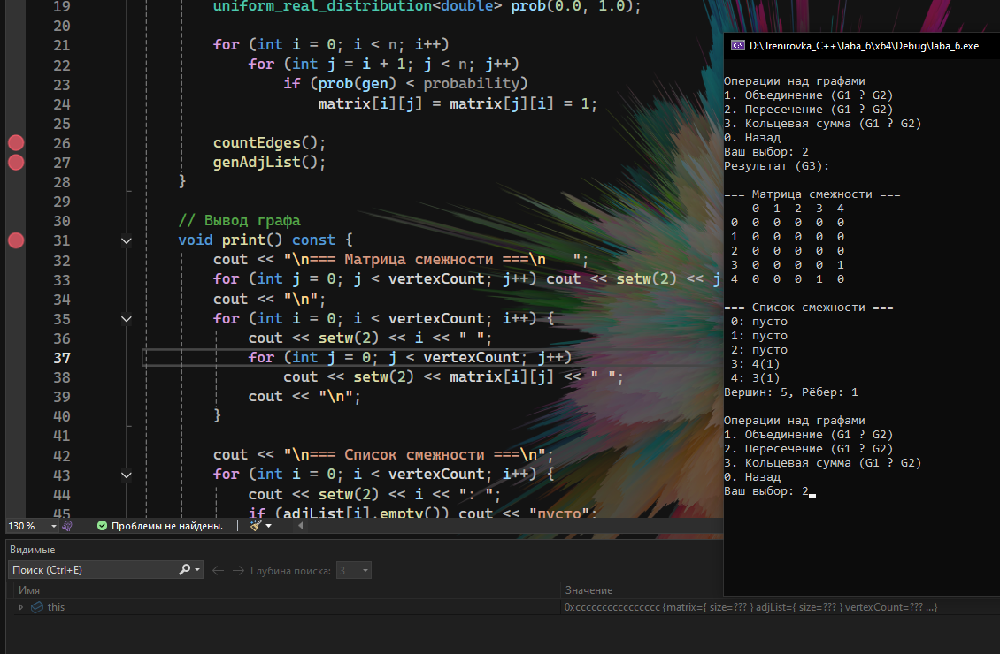 19 uniform_real_distribution<double> prob(0.0, 1.0);
20
21 for (int i = 0; i < n; i++)
22 for (int j = i + 1; j < n; j++)
23 if (prob(gen) < probability)
24 matrix[i][j] = matrix[j][i] = 1;
25
26 countEdges();
27 genAdjList();
28 }
29
30 // Вывод графа
31 void print() const {
32 cout << "\n=== Матрица смежности ===\n   ";
33 for (int j = 0; j < vertexCount; j++) cout << setw(2) << j
34 cout << "\n";
35 for (int i = 0; i < vertexCount; i++) {
36 cout << setw(2) << i << " ";
37 for (int j = 0; j < vertexCount; j++)
38 cout << setw(2) << matrix[i][j] << " ";
39 cout << "\n";
40 }
41
42 cout << "\n=== Список смежности ===\n";
43 for (int i = 0; i < vertexCount; i++) {
44 cout << setw(2) << i << ": ";
45 if (adjList[i].empty()) cout << "пусто";
130 %
Проблемы не найдены.
Видимые
Поиск (Ctrl+E)
Глубина поиска: 3
Имя Значение
this 0xcccccccccccccccc {matrix={ size=??? } adjList={ size=??? } vertexCount=??? ...}
D:\Trenirovka_C++\laba_6\x64\Debug\laba_6.exe
Операции над графами
1. Объединение (G1 ? G2)
2. Пересечение (G1 ? G2)
3. Кольцевая сумма (G1 ? G2)
0. Назад
Ваш выбор: 2
Результат (G3):
=== Матрица смежности ===
0 1 2 3 4
0 0 0 0 0 0
1 0 0 0 0 0
2 0 0 0 0 0
3 0 0 0 0 1
4 0 0 0 1 0
=== Список смежности ===
0: пусто
1: пусто
2: пусто
3: 4(1)
4: 3(1)
Вершин: 5, Рёбер: 1
Операции над графами
1. Объединение (G1 ? G2)
2. Пересечение (G1 ? G2)
3. Кольцевая сумма (G1 ? G2)
0. Назад
Ваш выбор: 2